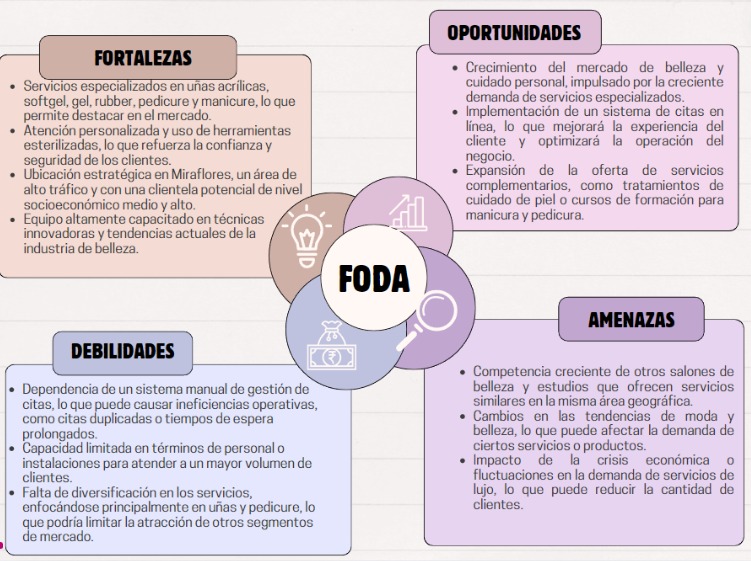 FORTALEZAS
Servicios especializados en uñas acrílicas,
softgel, gel, rubber, pedicure y manicure, lo que
permite destacar en el mercado.
Atención personalizada y uso de herramientas
esterilizadas, lo que refuerza la confianza y
seguridad de los clientes.
Ubicación estratégica en Miraflores, un área de
alto tráfico y con una clientela potencial de nivel
socioeconómico medio y alto.
Equipo altamente capacitado en técnicas
innovadoras y tendencias actuales de la
industria de belleza.
OPORTUNIDADES
Crecimiento del mercado de belleza y
cuidado personal, impulsado por la creciente
demanda de servicios especializados.
Implementación de un sistema de citas en
línea, lo que mejorará la experiencia del
cliente y optimizará la operación del
negocio.
Expansión de la oferta de servicios
complementarios, como tratamientos de
cuidado de piel o cursos de formación para
manicura y pedicura.
FODA
₹
DEBILIDADES
Dependencia de un sistema manual de gestión de
citas, lo que puede causar ineficiencias operativas,
como citas duplicadas o tiempos de espera
prolongados.
Capacidad limitada en términos de personal o
instalaciones para atender a un mayor volumen de
clientes.
Falta de diversificación en los servicios,
enfocándose principalmente en uñas y pedicure, lo
que podría limitar la atracción de otros segmentos
de mercado.
AMENAZAS
Competencia creciente de otros salones de
belleza y estudios que ofrecen servicios
similares en la misma área geográfica.
Cambios en las tendencias de moda y
belleza, lo que puede afectar la demanda de
ciertos servicios o productos.
Impacto de la crisis económica o
fluctuaciones en la demanda de servicios de
lujo, lo que puede reducir la cantidad de
clientes.